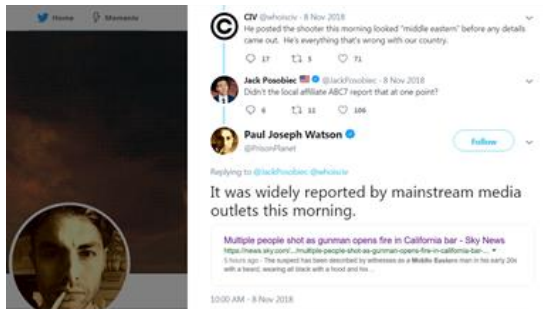 Home Moments
CIV @whoisciv · 8 Nov 2018
He posted the shooter this morning looked "middle eastern" before any details
came out. He's everything that's wrong with our country.
17 5 71
Jack Posobiec @JackPosobiec · 8 Nov 2018
Didn't the local affiliate ABC7 report that at one point?
6 11 106
Paul Joseph Watson
@PrisonPlanet
Follow
Replying to @JackPosobiec @whoisciv
It was widely reported by mainstream media
outlets this morning.
Multiple people shot as gunman opens fire in California bar - Sky News
https://news.sky.com/.../multiple-people-shot-as-gunman-opens-fire-in-california-bar-...
5 hours ago - The suspect has been described by witnesses as a Middle Eastern man in his early 20s
with a beard, wearing all black with a hood and his ...
10:00 AM - 8 Nov 2018